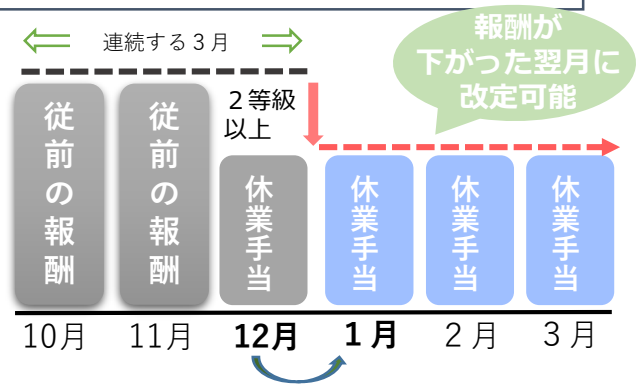 連続する３月
報酬が
下がった翌月に
改定可能
２等級
以上
従前の報酬
従前の報酬
休業手当
休業手当
休業手当
休業手当
10月
11月
12月
１月
２月
３月